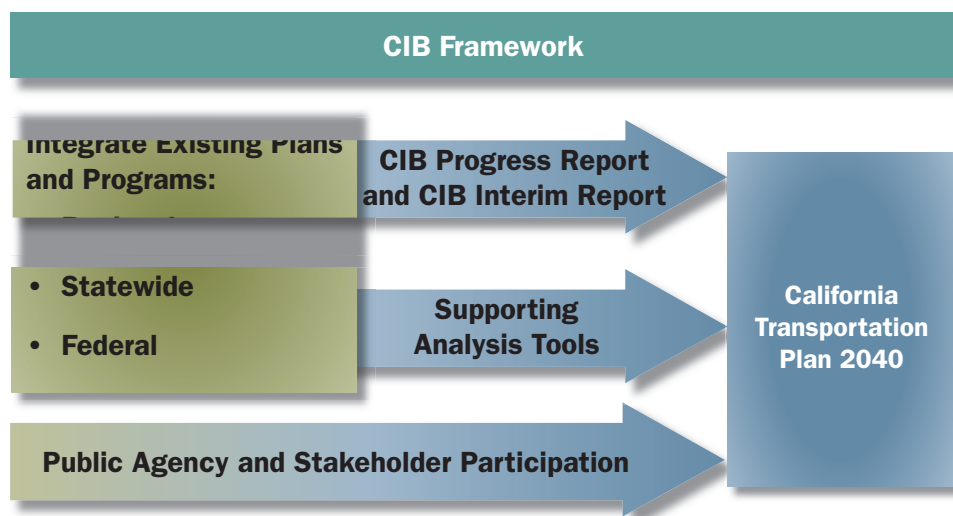 CIB Framework
Integrate Existing Plans
and Programs:
• Statewide
• Federal
CIB Progress Report
and CIB Interim Report
Supporting
Analysis Tools
Public Agency and Stakeholder Participation
California
Transportation
Plan 2040